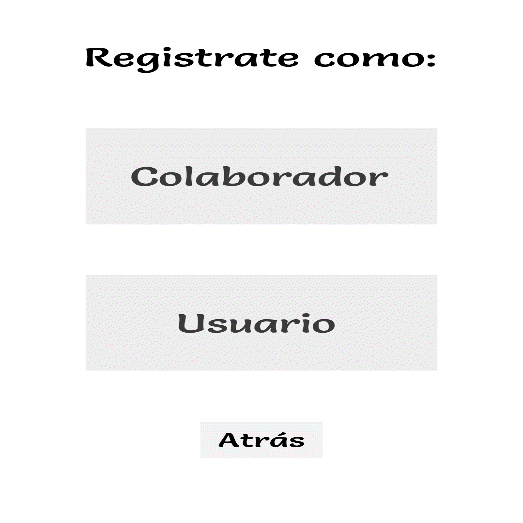 Registrate como:
Colaborador
Usuario
Atrás